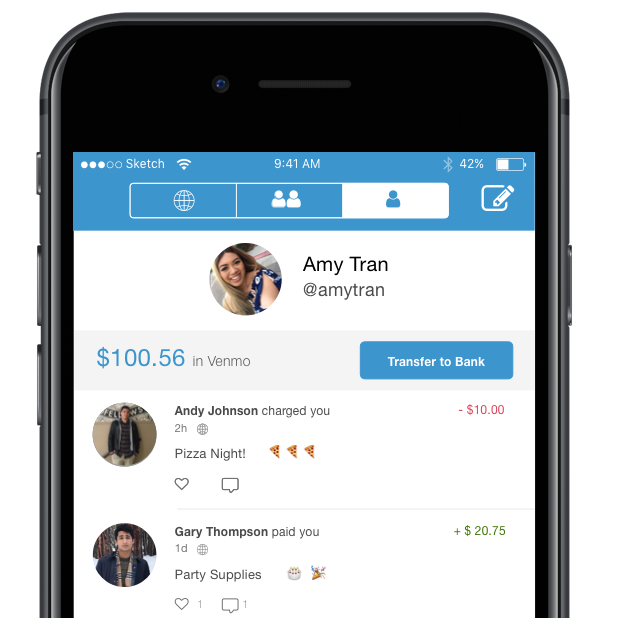 Sketch 9:41 AM 42%
Amy Tran
@amytran
$100.56 in Venmo Transfer to Bank
Andy Johnson charged you - $10.00
2h
Pizza Night!
Gary Thompson paid you + $ 20.75
1d
Party Supplies
1 1